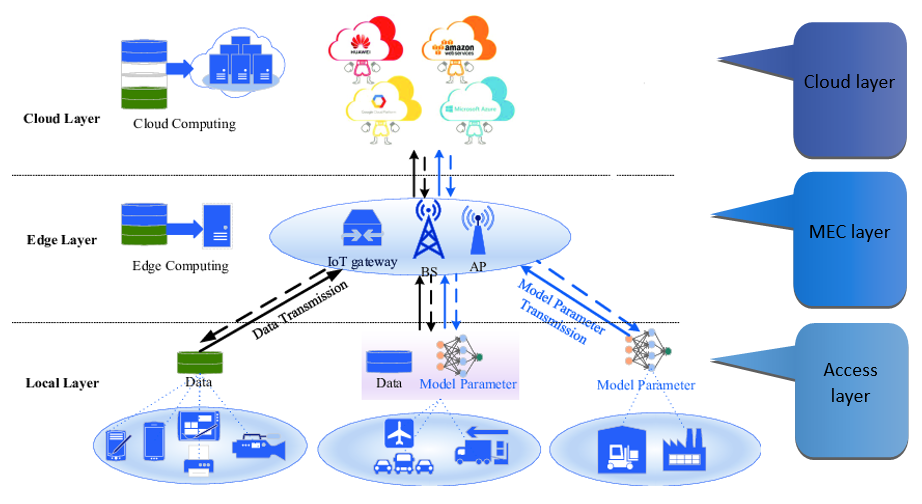 HUAWEI
amazon
web services
Google Cloud Platform
Microsoft Azure
Cloud Layer
Cloud Computing
Cloud layer
Edge Layer
Edge Computing
IoT gateway
BS
AP
MEC layer
Data Transmission
Model Parameter
Transmission
Local Layer
Data
Data
Model Parameter
Model Parameter
Access
layer